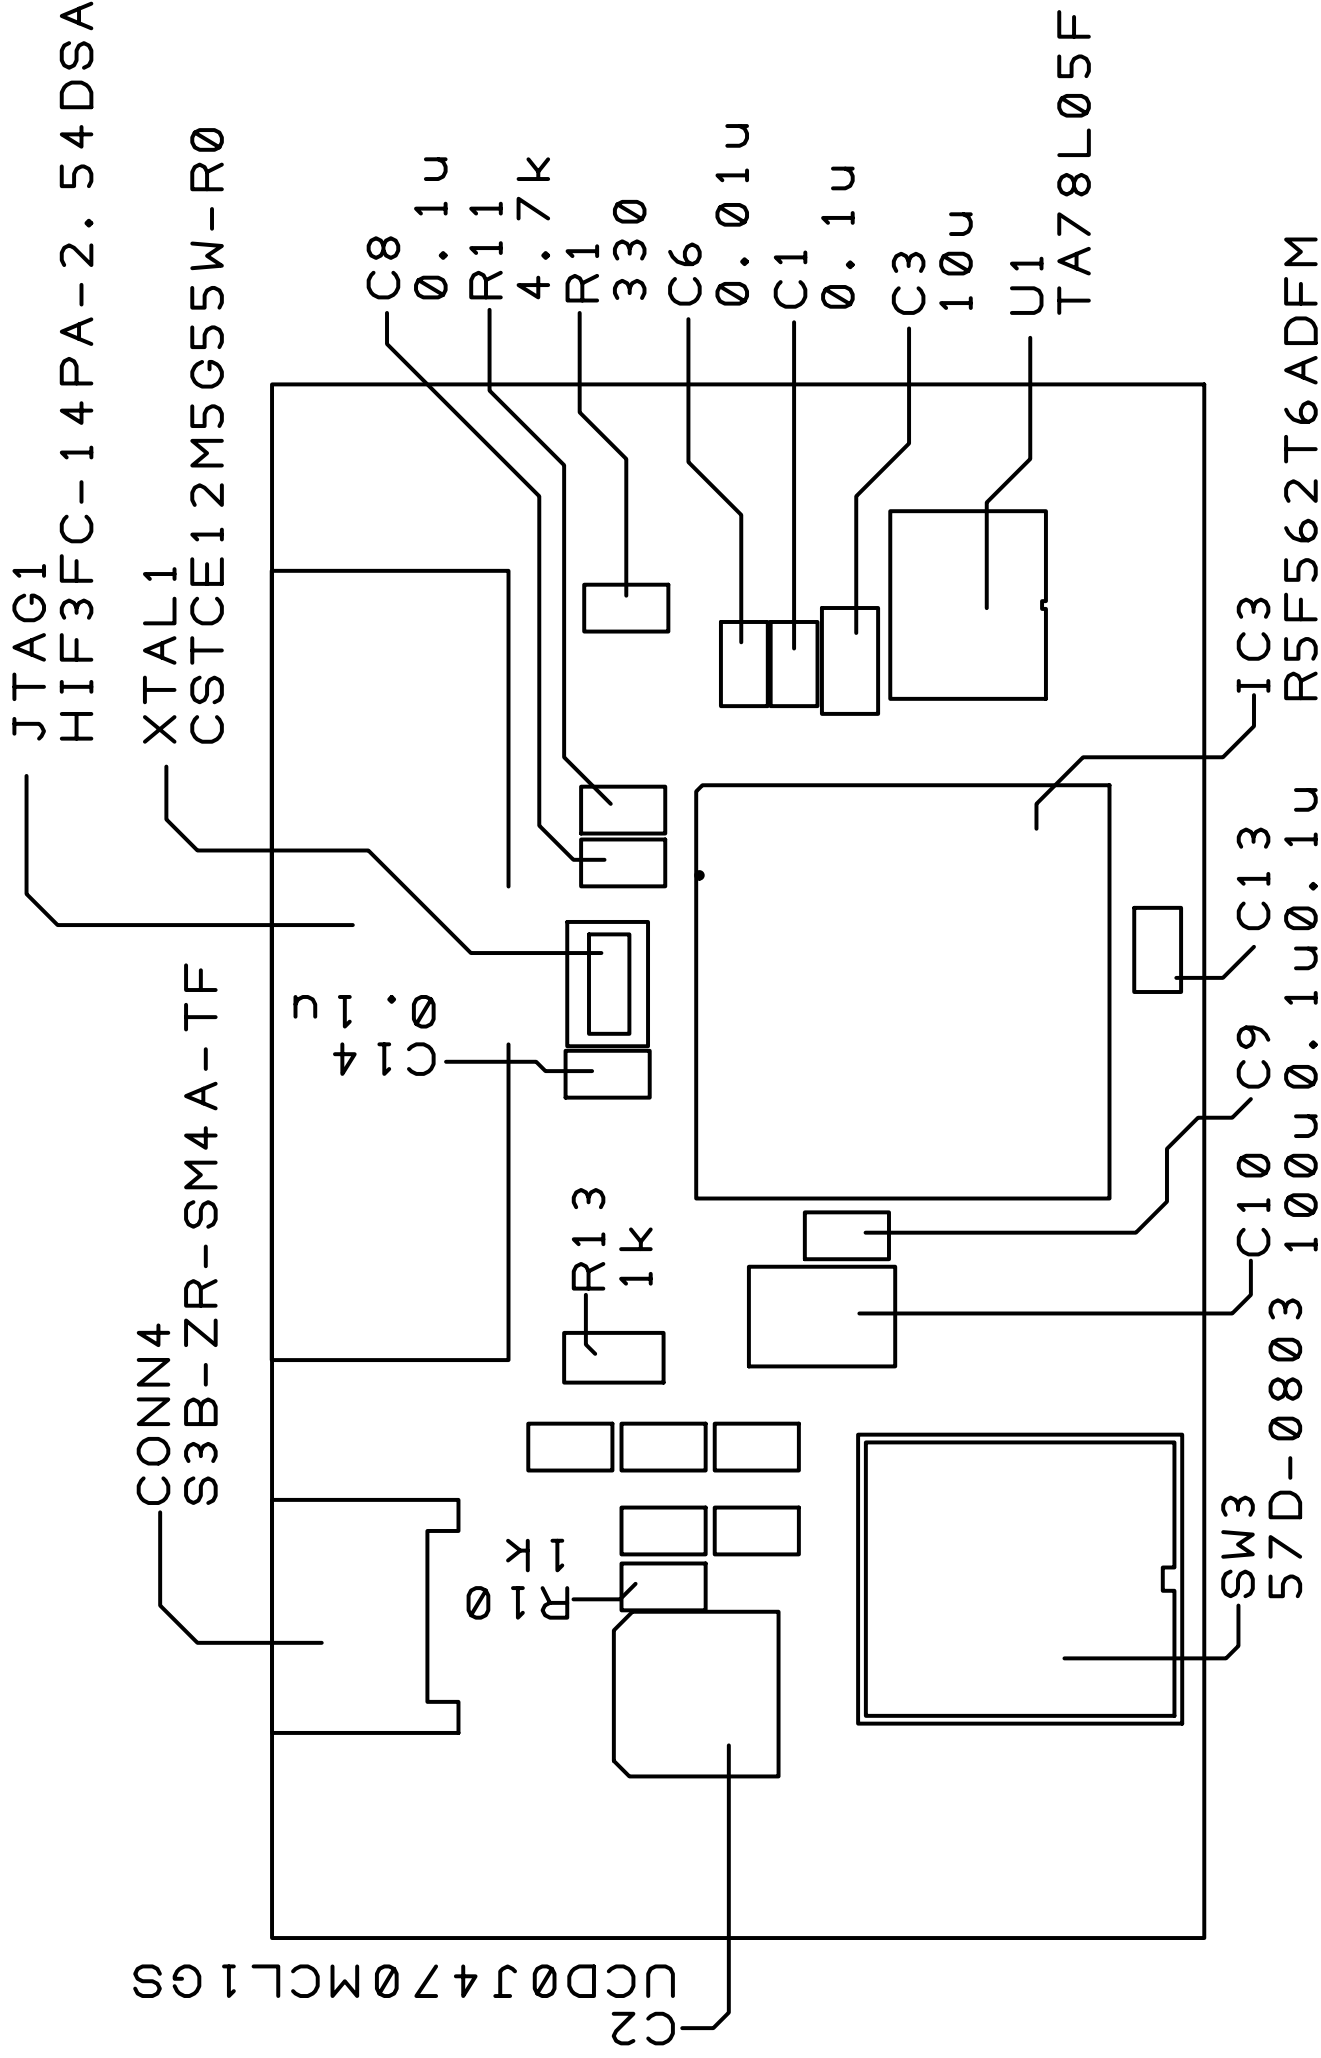 JTAG1
HIF3FC-14PA-2.54DSA
XTAL1
CSTCE12M5G55W-R0
CONN4
S3B-ZR-SM4A-TF
C8
0.1u
R11
4.7k
R1
330
C6
0.01u
C1
0.1u
C3
10u
U1
TA78L05F
IC3
R5F562T6ADFM
C13
0.1u
C9
0.1u
C10
100u
SW3
57D-0803
R13
1k
C14
0.1u
R10
1k
C2
UCD0J470MCL1GS